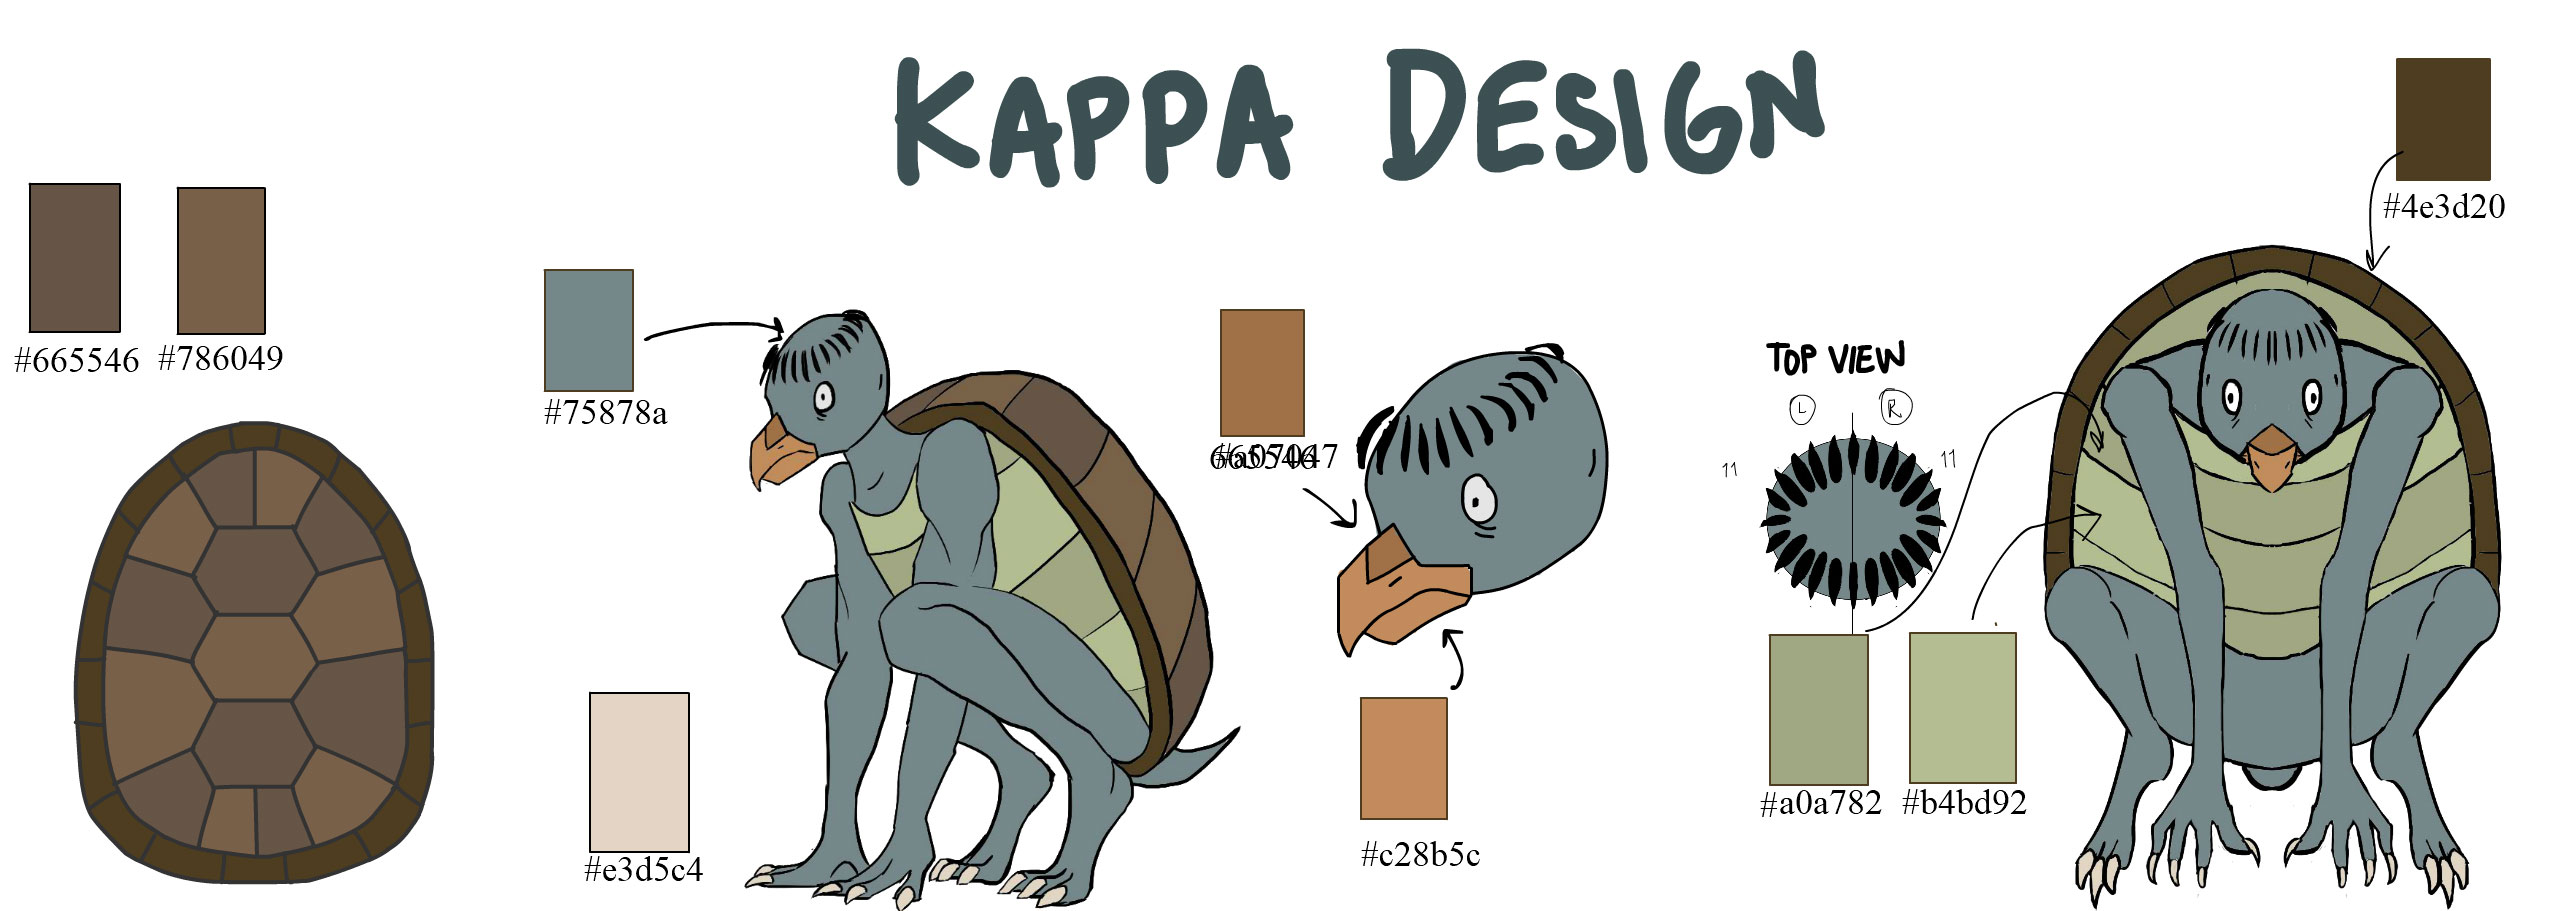 KAPPA DESIGN
#4e3d20
#665546 #786049
#75878a
TOP VIEW
L R
11 11
#e3d5c4
#c28b5c
#a0a782 #b4bd92